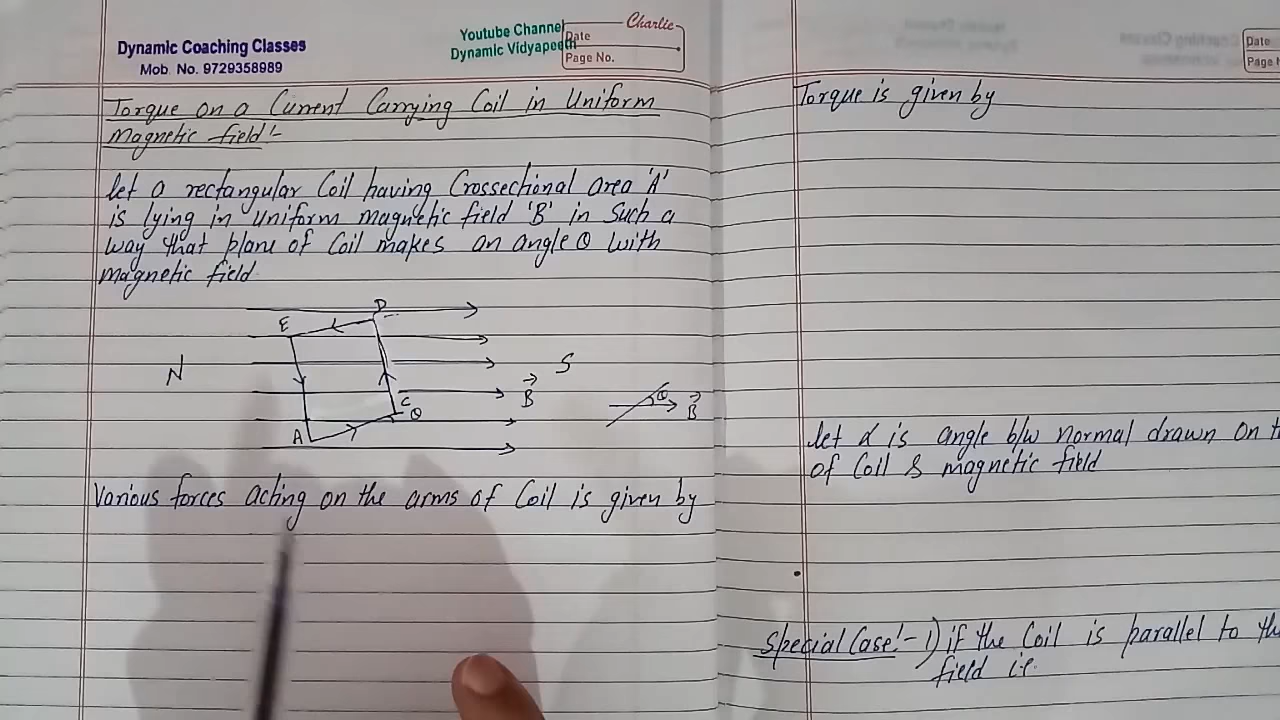 Dynamic Coaching Classes
Mob. No. 9729358989
Youtube Channel
Dynamic Vidyapeeth
Charlie
Date
Page No.
Torque on a Current Carrying Coil in Uniform
Magnetic field:-
Let a rectangular Coil having Crossectional area 'A'
is lying in uniform magnetic field 'B' in Such a
way that plane of Coil makes an angle θ with
magnetic field.
D
E
N
S
B
C
θ
A
θ
B
Various forces acting on the arms of Coil is given by
Date
Page N
Torque is given by
Let α is angle b/w normal drawn on
of Coil & magnetic field
Special Case:- 1) if the Coil is parallel to
field i.e.